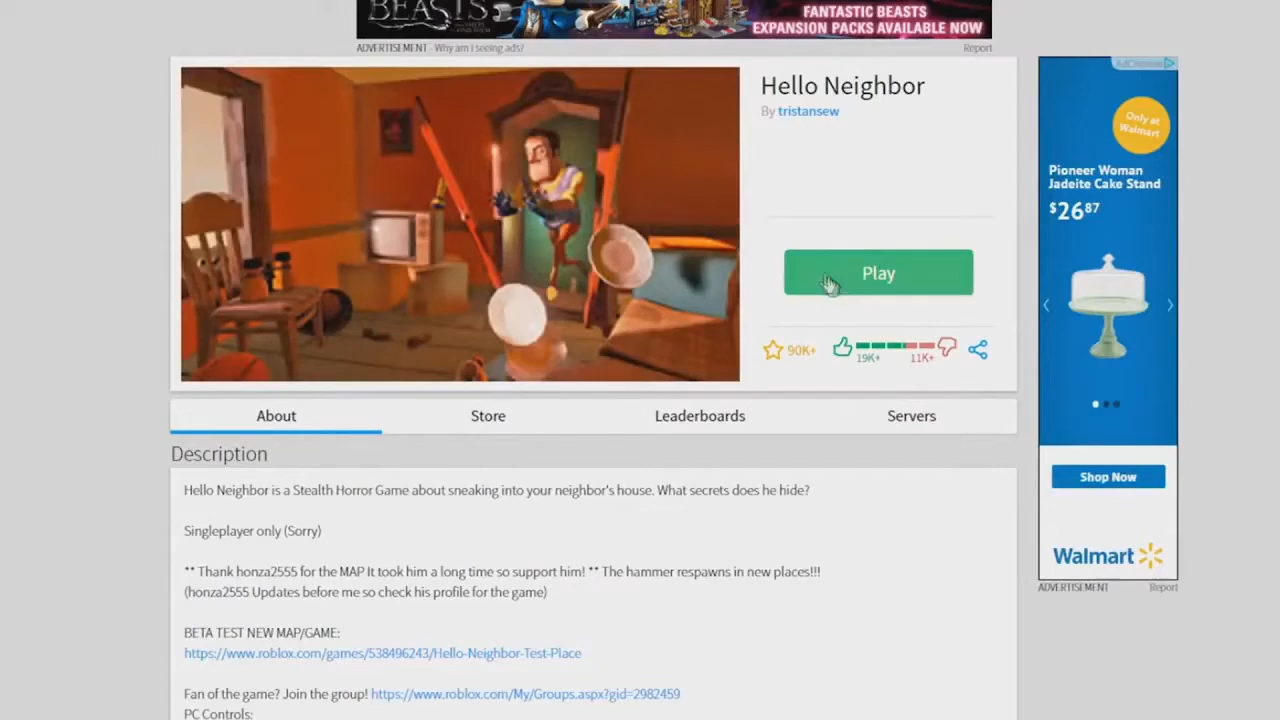 BEASTS
FANTASTIC BEASTS
EXPANSION PACKS AVAILABLE NOW
ADVERTISEMENT - Why am i seeing ads?
Report
Hello Neighbor
By tristansew
Play
90K+
19K+
11K+
About
Store
Leaderboards
Servers
Description
Hello Neighbor is a Stealth Horror Game about sneaking into your neighbor's house. What secrets does he hide?
Singleplayer only (Sorry)
** Thank honza2555 for the MAP It took him a long time so support him! ** The hammer respawns in new places!!!
(honza2555 Updates before me so check his profile for the game)
BETA TEST NEW MAP/GAME:
https://www.roblox.com/games/538496243/Hello-Neighbor-Test-Place
Fan of the game? Join the group! https://www.roblox.com/My/Groups.aspx?gid=2982459
PC Controls:
Only at
Walmart
Pioneer Woman
Jadeite Cake Stand
$26.87
Shop Now
Walmart
ADVERTISEMENT
Report